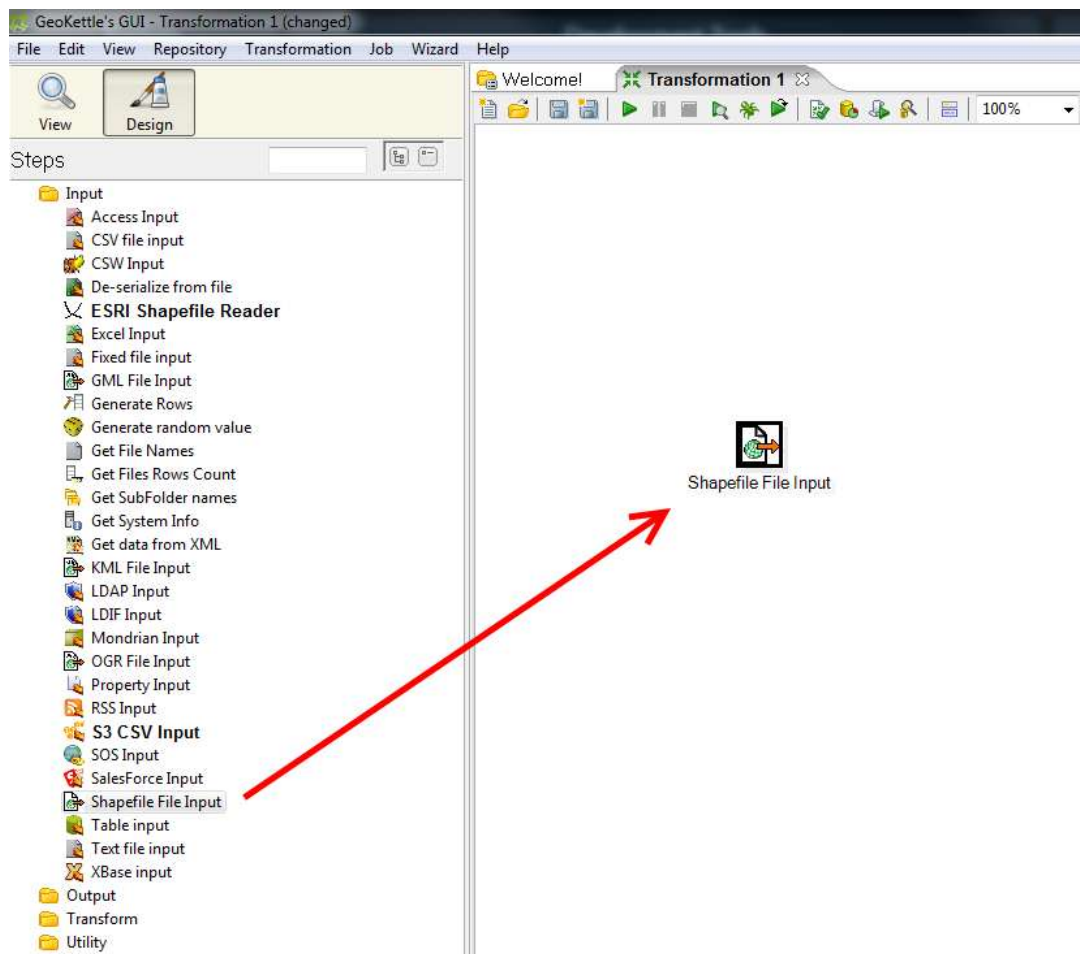 GeoKettle's GUI - Transformation 1 (changed)
File Edit View Repository Transformation Job Wizard Help
View
Design
Welcome!
Transformation 1
100%
Steps
Input
Access Input
CSV file input
CSW Input
De-serialize from file
ESRI Shapefile Reader
Excel Input
Fixed file input
GML File Input
Generate Rows
Generate random value
Get File Names
Get Files Rows Count
Get SubFolder names
Get System Info
Get data from XML
KML File Input
LDAP Input
LDIF Input
Mondrian Input
OGR File Input
Property Input
RSS Input
S3 CSV Input
SOS Input
SalesForce Input
Shapefile File Input
Table input
Text file input
XBase input
Output
Transform
Utility
Shapefile File Input